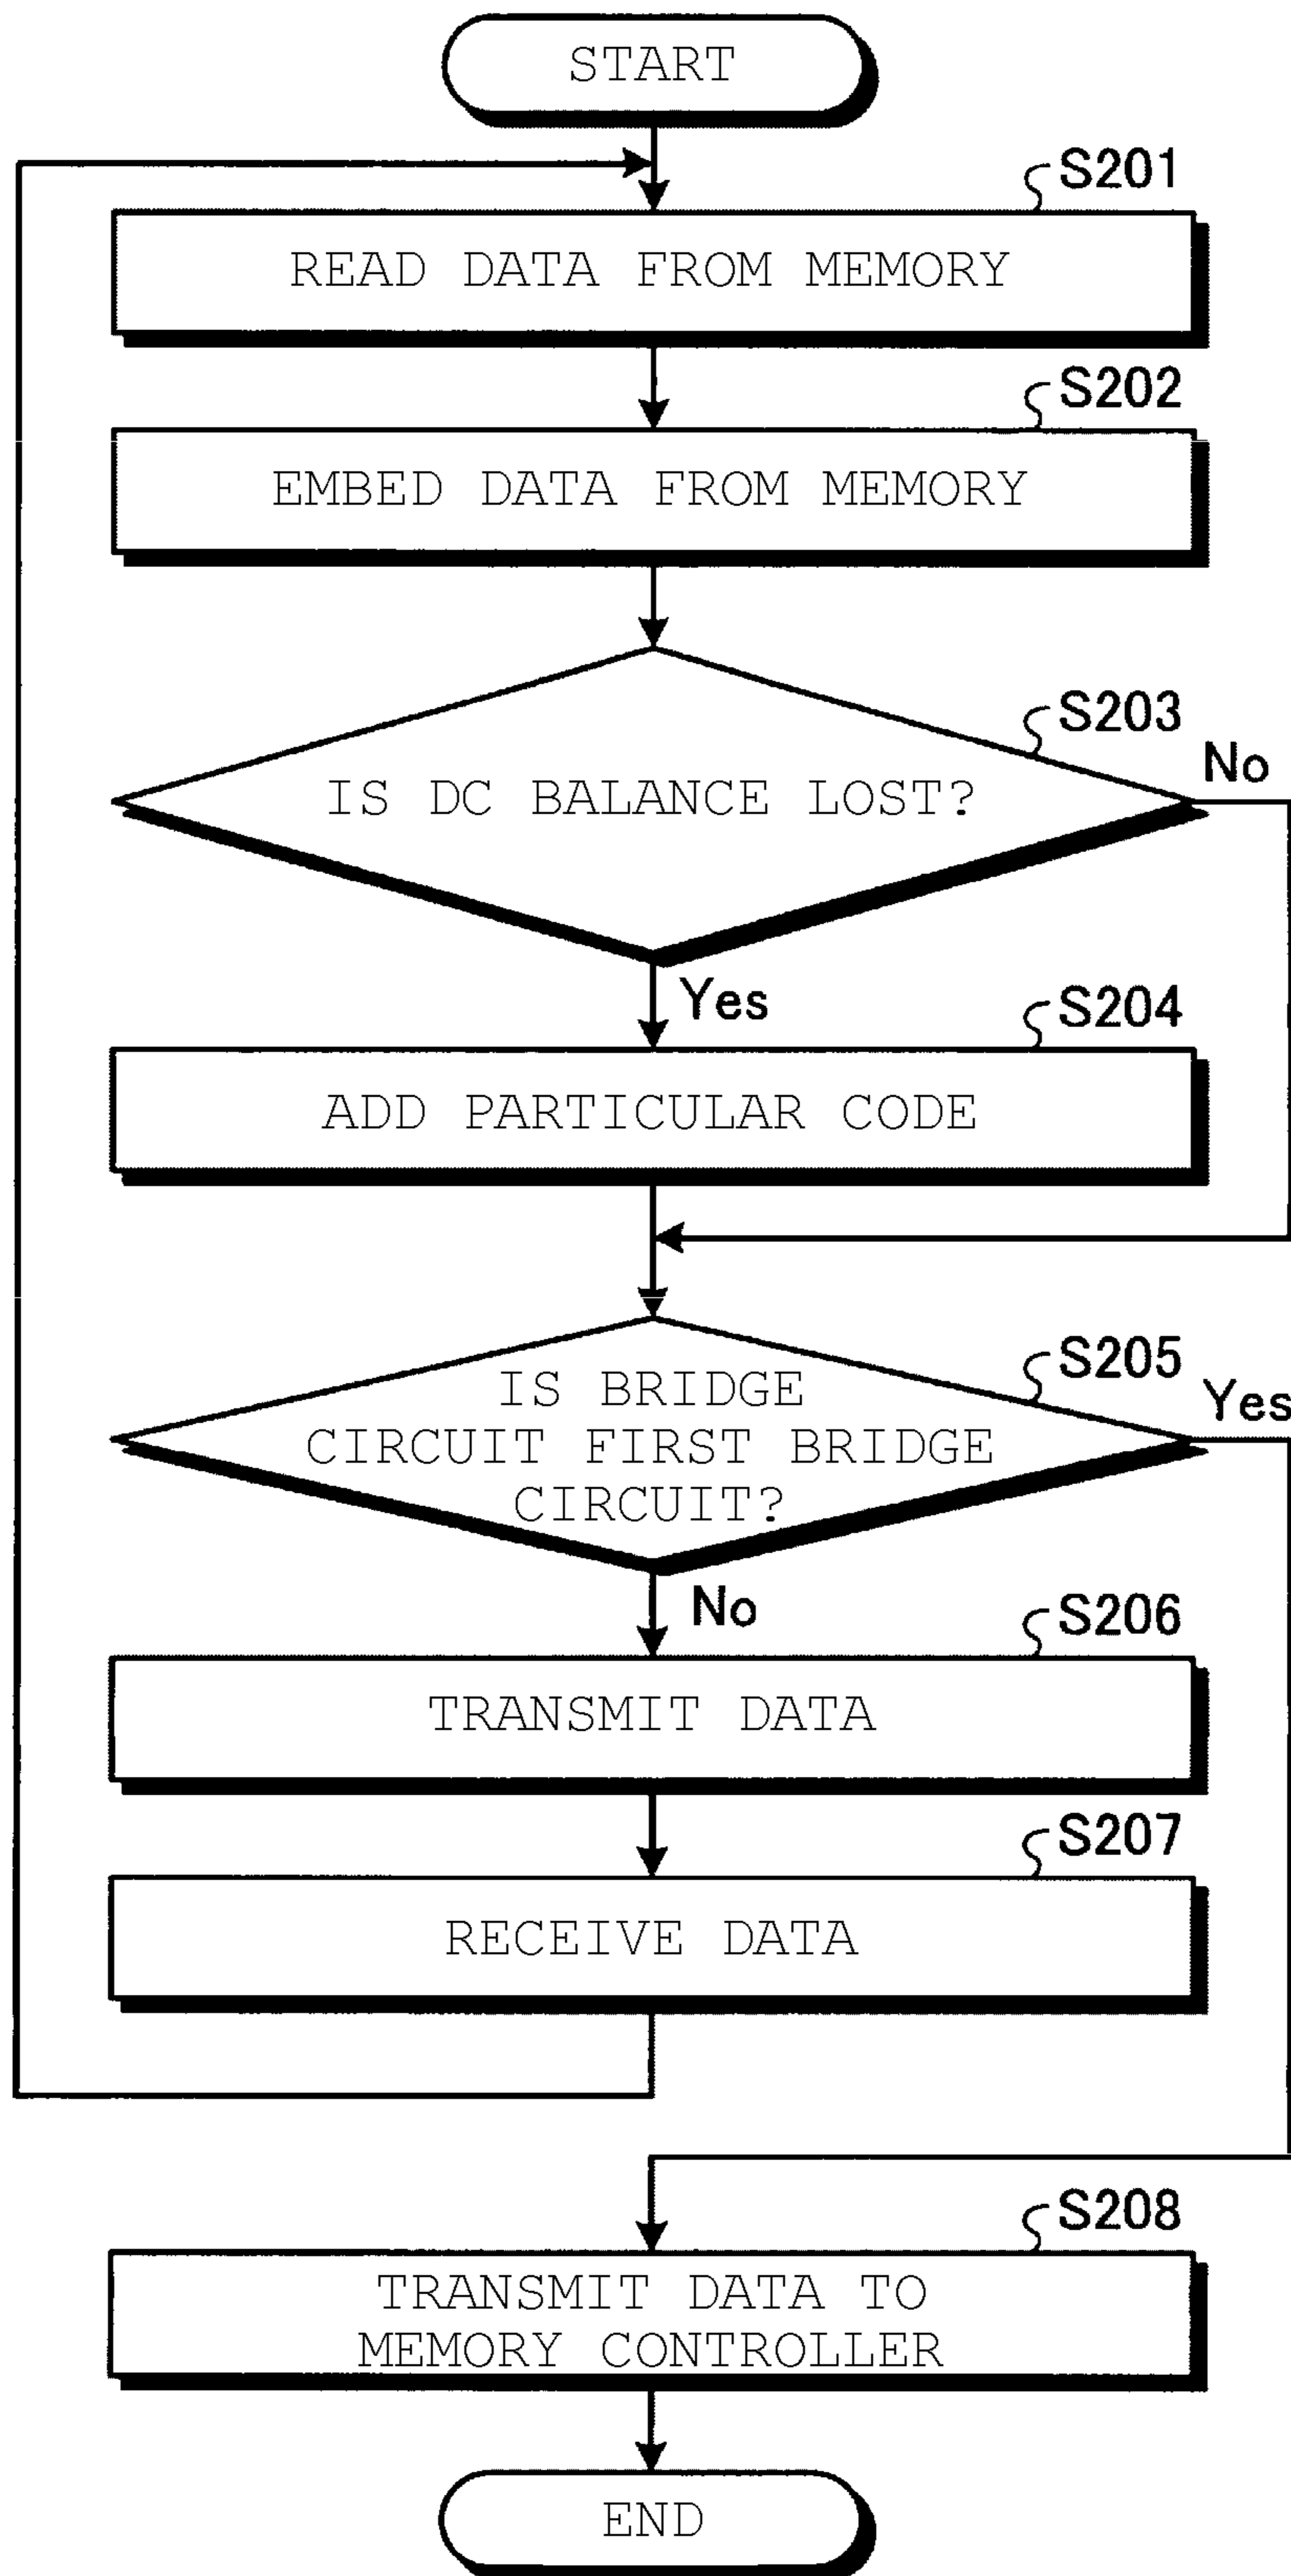 START
S201
READ DATA FROM MEMORY
S202
EMBED DATA FROM MEMORY
S203
No
IS DC BALANCE LOST?
Yes
S204
ADD PARTICULAR CODE
S205
Yes
IS BRIDGE
CIRCUIT FIRST BRIDGE
CIRCUIT?
No
S206
TRANSMIT DATA
S207
RECEIVE DATA
S208
TRANSMIT DATA TO
MEMORY CONTROLLER
END